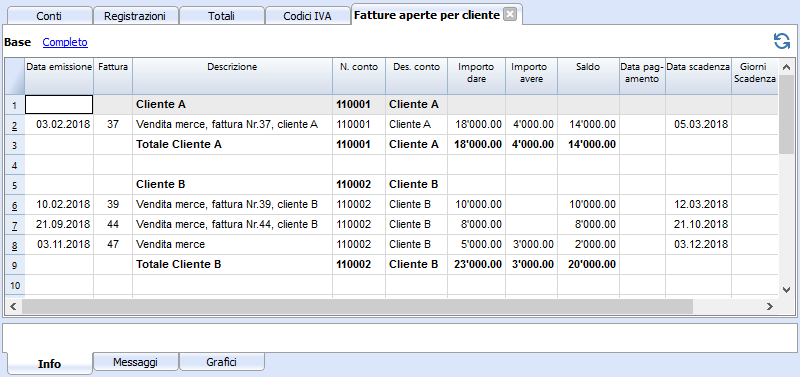 Conti Registrazioni Totali Codici IVA Fatture aperte per cliente
Base Completo
Data emissione Fattura Descrizione N. conto Des. conto Importo dare Importo avere Saldo Data pag- amento Data scadenza Giorni Scadenza
1 Cliente A 110001 Cliente A
2 03.02.2018 37 Vendita merce, fattura Nr.37, cliente A 110001 Cliente A 18'000.00 4'000.00 14'000.00 05.03.2018
3 Totale Cliente A 110001 Cliente A 18'000.00 4'000.00 14'000.00
4
5 Cliente B 110002 Cliente B
6 10.02.2018 39 Vendita merce, fattura Nr.39, cliente B 110002 Cliente B 10'000.00 10'000.00 12.03.2018
7 21.09.2018 44 Vendita merce, fattura Nr.44, cliente B 110002 Cliente B 8'000.00 8'000.00 21.10.2018
8 03.11.2018 47 Vendita merce 110002 Cliente B 5'000.00 3'000.00 2'000.00 03.12.2018
9 Totale Cliente B 110002 Cliente B 23'000.00 3'000.00 20'000.00
10
Info Messaggi Grafici